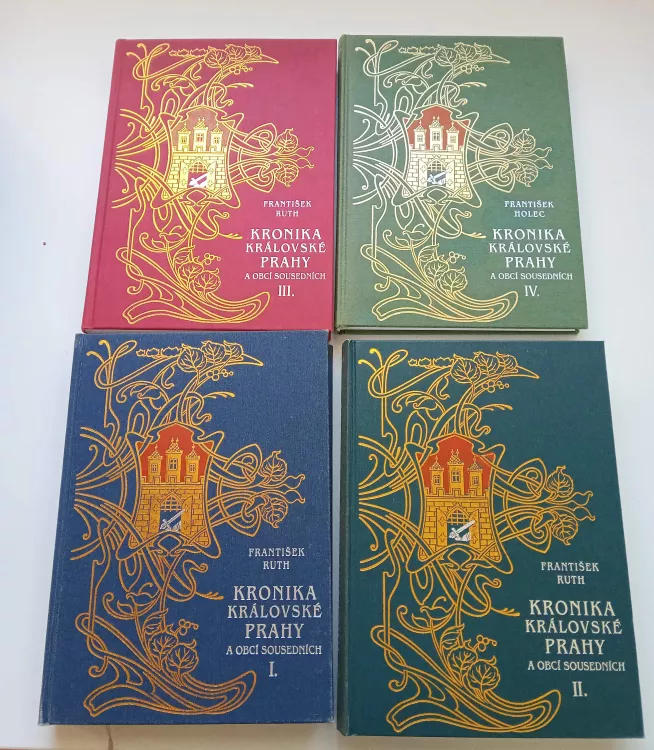 FRANTIŠEK
RUTH
KRONIKA
KRÁLOVSKÉ
PRAHY
A OBCÍ SOUSEDNÍCH
III.
FRANTIŠEK
HOLEC
KRONIKA
KRÁLOVSKÉ
PRAHY
A OBCÍ SOUSEDNÍCH
IV.
FRANTIŠEK
RUTH
KRONIKA
KRÁLOVSKÉ
PRAHY
A OBCÍ SOUSEDNÍCH
I.
FRANTIŠEK
RUTH
KRONIKA
KRÁLOVSKÉ
PRAHY
A OBCÍ SOUSEDNÍCH
II.